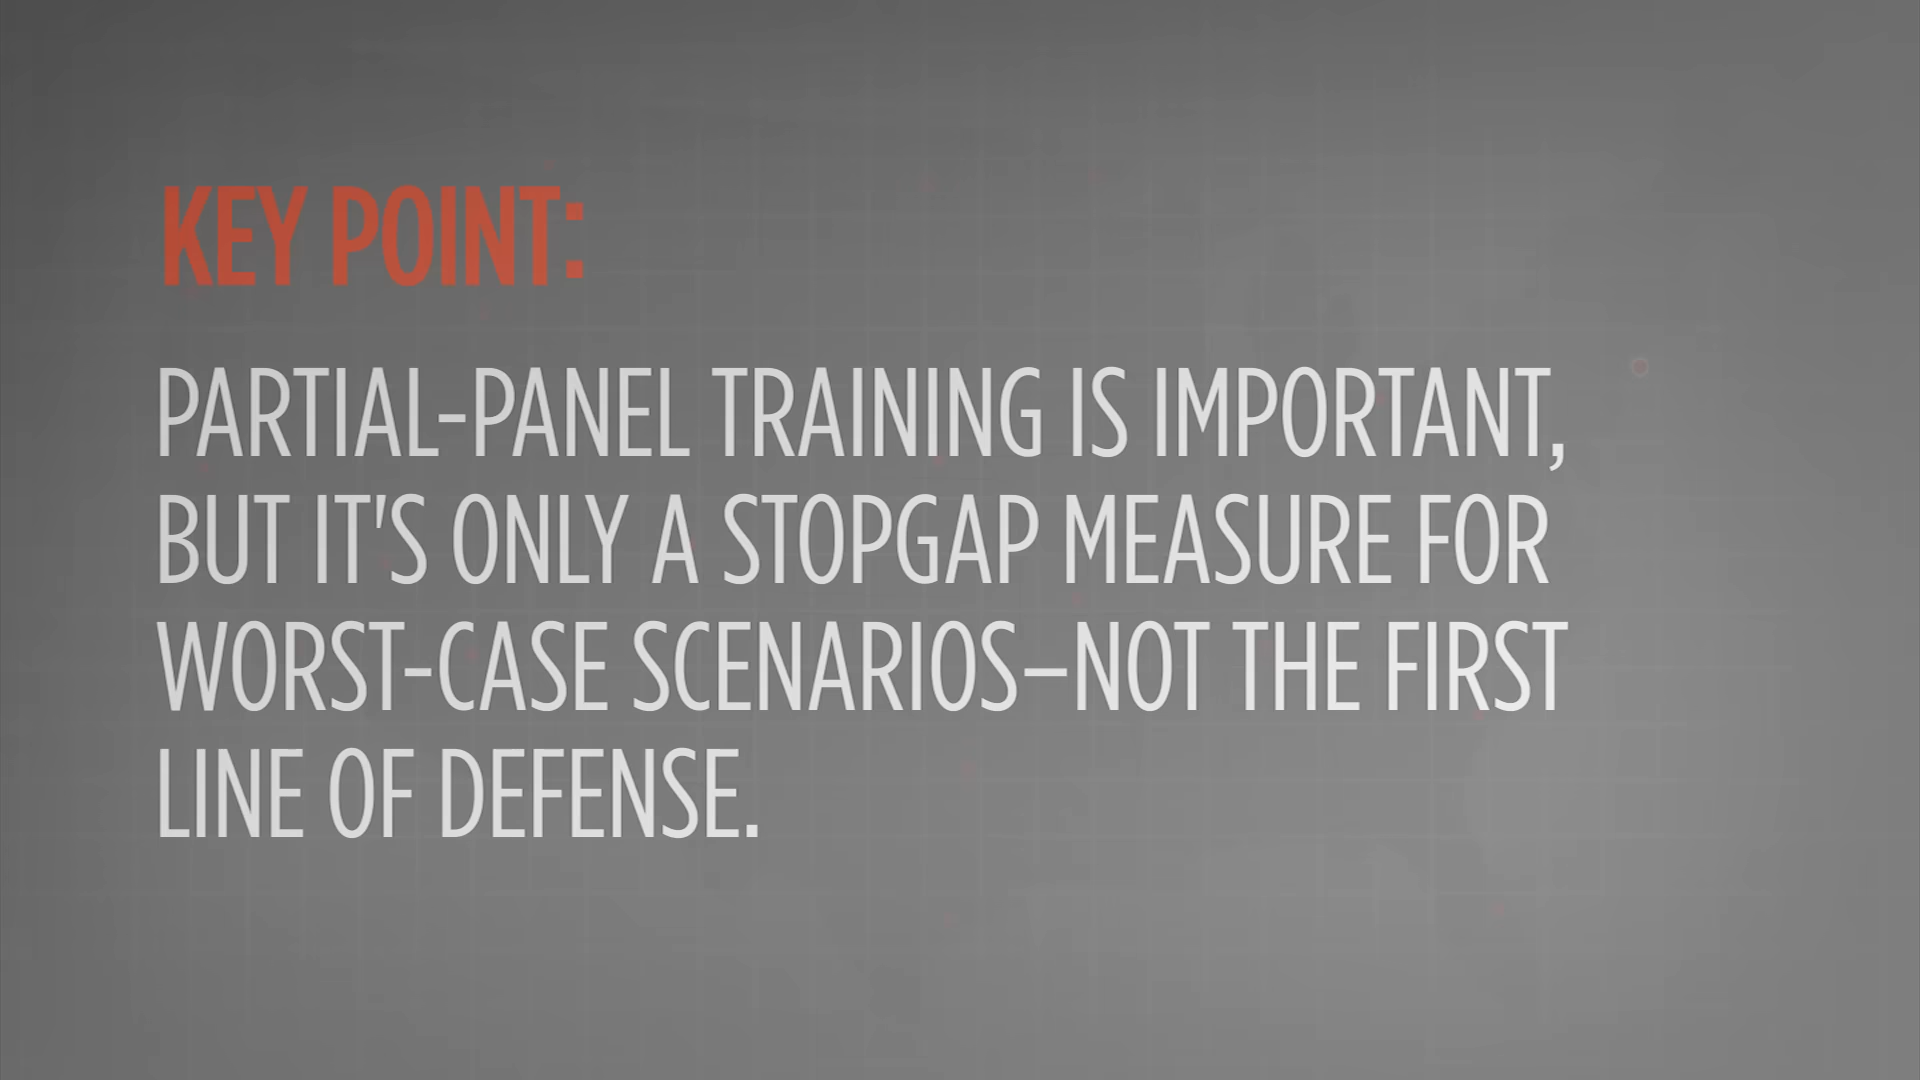 KEY POINT:
PARTIAL-PANEL TRAINING IS IMPORTANT,
BUT IT'S ONLY A STOPGAP MEASURE FOR
WORST-CASE SCENARIOS–NOT THE FIRST
LINE OF DEFENSE.